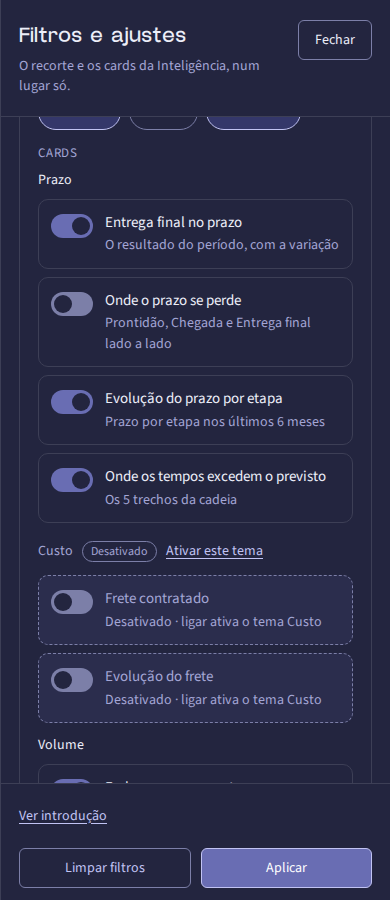 Filtros e ajustes
Fechar
O recorte e os cards da Inteligência, num
lugar só.
CARDS
Prazo
Entrega final no prazo
O resultado do período, com a variação
Onde o prazo se perde
Prontidão, Chegada e Entrega final
lado a lado
Evolução do prazo por etapa
Prazo por etapa nos últimos 6 meses
Onde os tempos excedem o previsto
Os 5 trechos da cadeia
Custo Desativado Ativar este tema
Frete contratado
Desativado · ligar ativa o tema Custo
Evolução do frete
Desativado · ligar ativa o tema Custo
Volume
Ver introdução
Limpar filtros
Aplicar